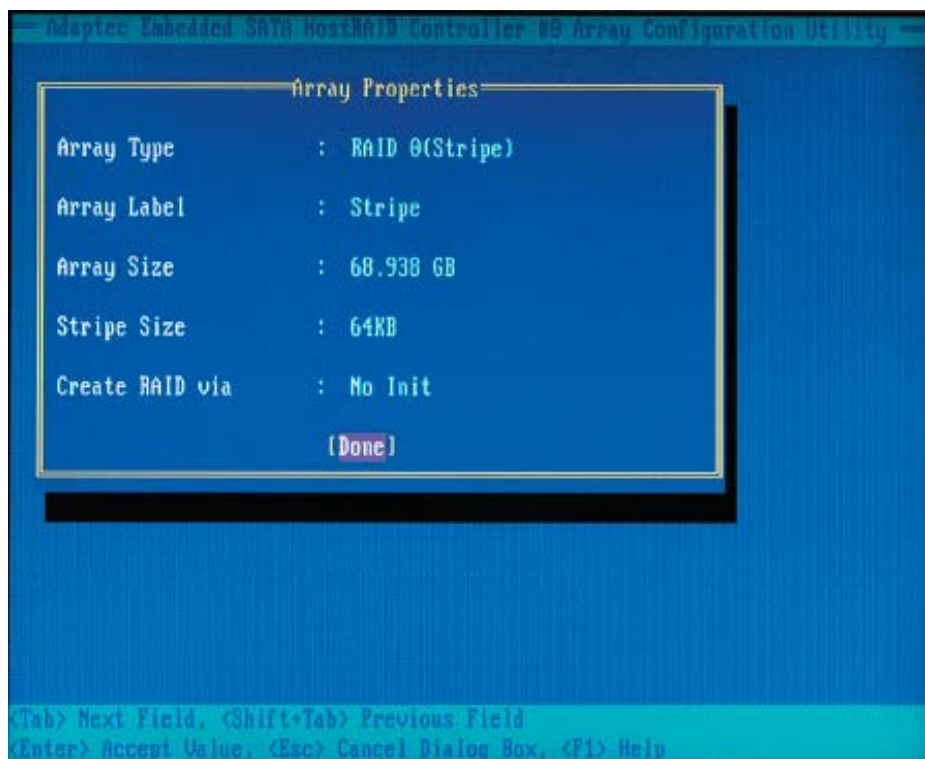 Adaptec Embedded SATA HostRAID Controller #0 Array Configuration Utility
Array Properties
Array Type : RAID 0(Stripe)
Array Label : Stripe
Array Size : 68.938 GB
Stripe Size : 64KB
Create RAID via : No Init
[Done]
<Tab> Next Field, <Shift+Tab> Previous Field
<Enter> Accept Value, <Esc> Cancel Dialog Box, <F1> Help